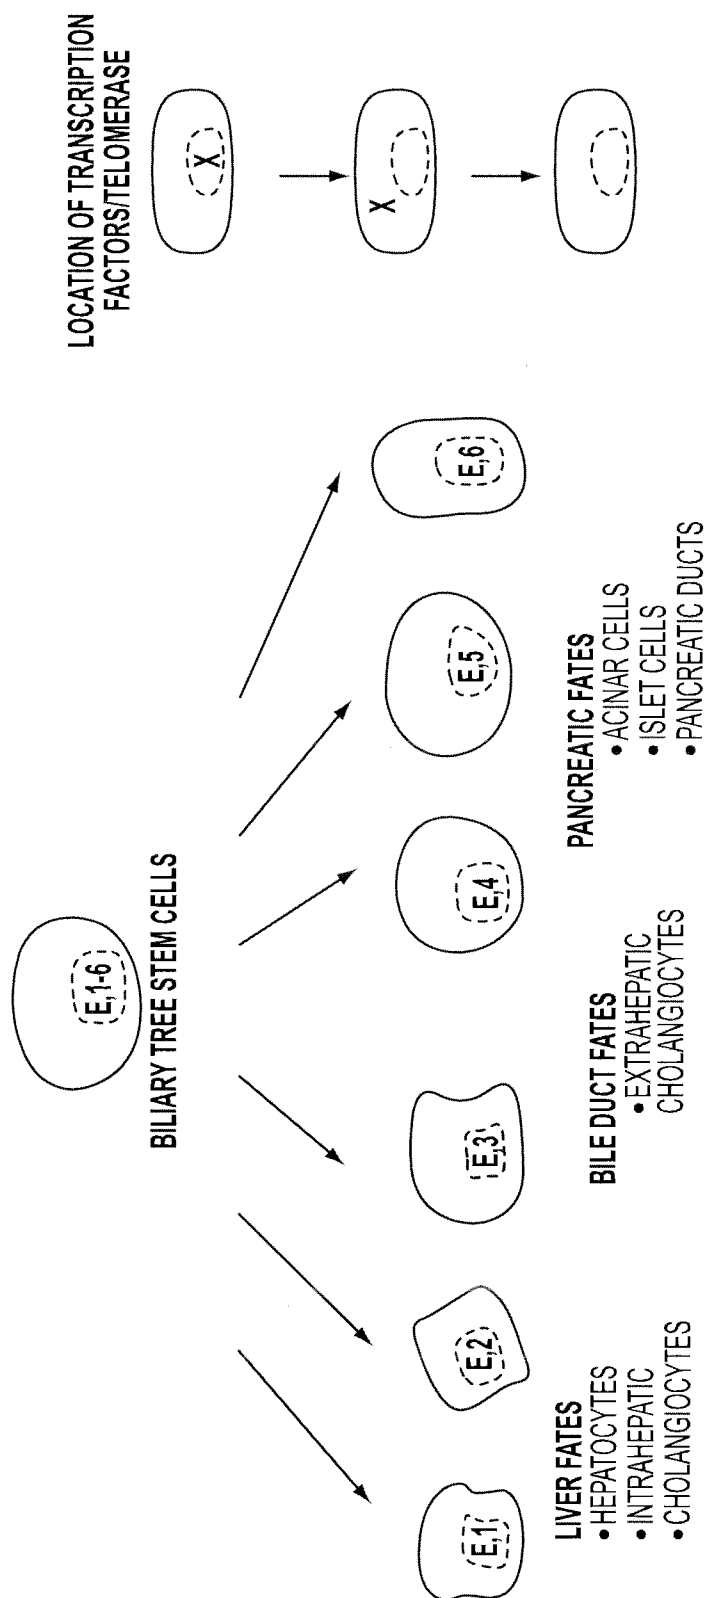 E,1-6
BILIARY TREE STEM CELLS
E,1
E,2
E,3
E,4
E,5
E,6
LIVER FATES
• HEPATOCYTES
• INTRAHEPATIC
• CHOLANGIOCYTES
BILE DUCT FATES
• EXTRAHEPATIC
CHOLANGIOCYTES
PANCREATIC FATES
• ACINAR CELLS
• ISLET CELLS
• PANCREATIC DUCTS
LOCATION OF TRANSCRIPTION
FACTORS/TELOMERASE
X
X